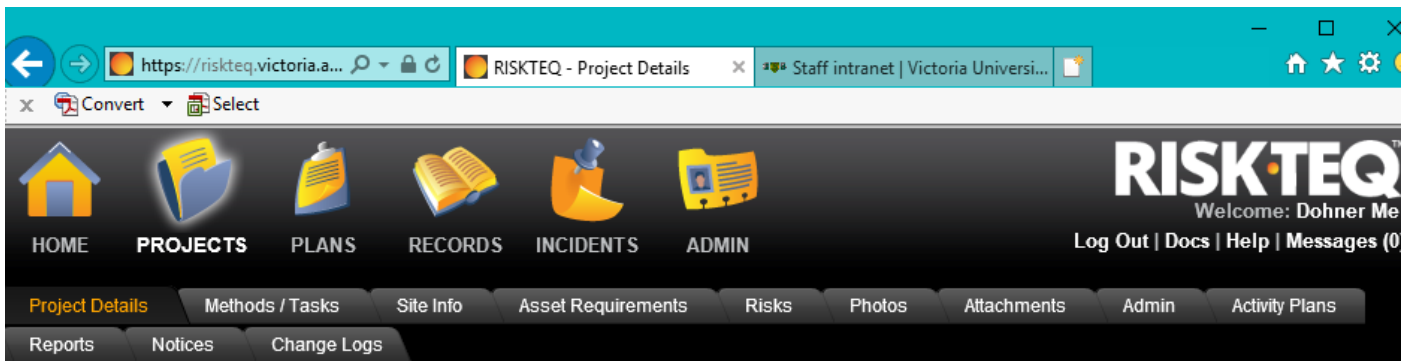 https://riskteq.victoria.a...
RISKTEQ - Project Details
Staff intranet | Victoria Universi...
x Convert Select
RISK·TEQ™
Welcome: Dohner Me
HOME PROJECTS PLANS RECORDS INCIDENTS ADMIN
Log Out | Docs | Help | Messages (0)
Project Details Methods / Tasks Site Info Asset Requirements Risks Photos Attachments Admin Activity Plans
Reports Notices Change Logs